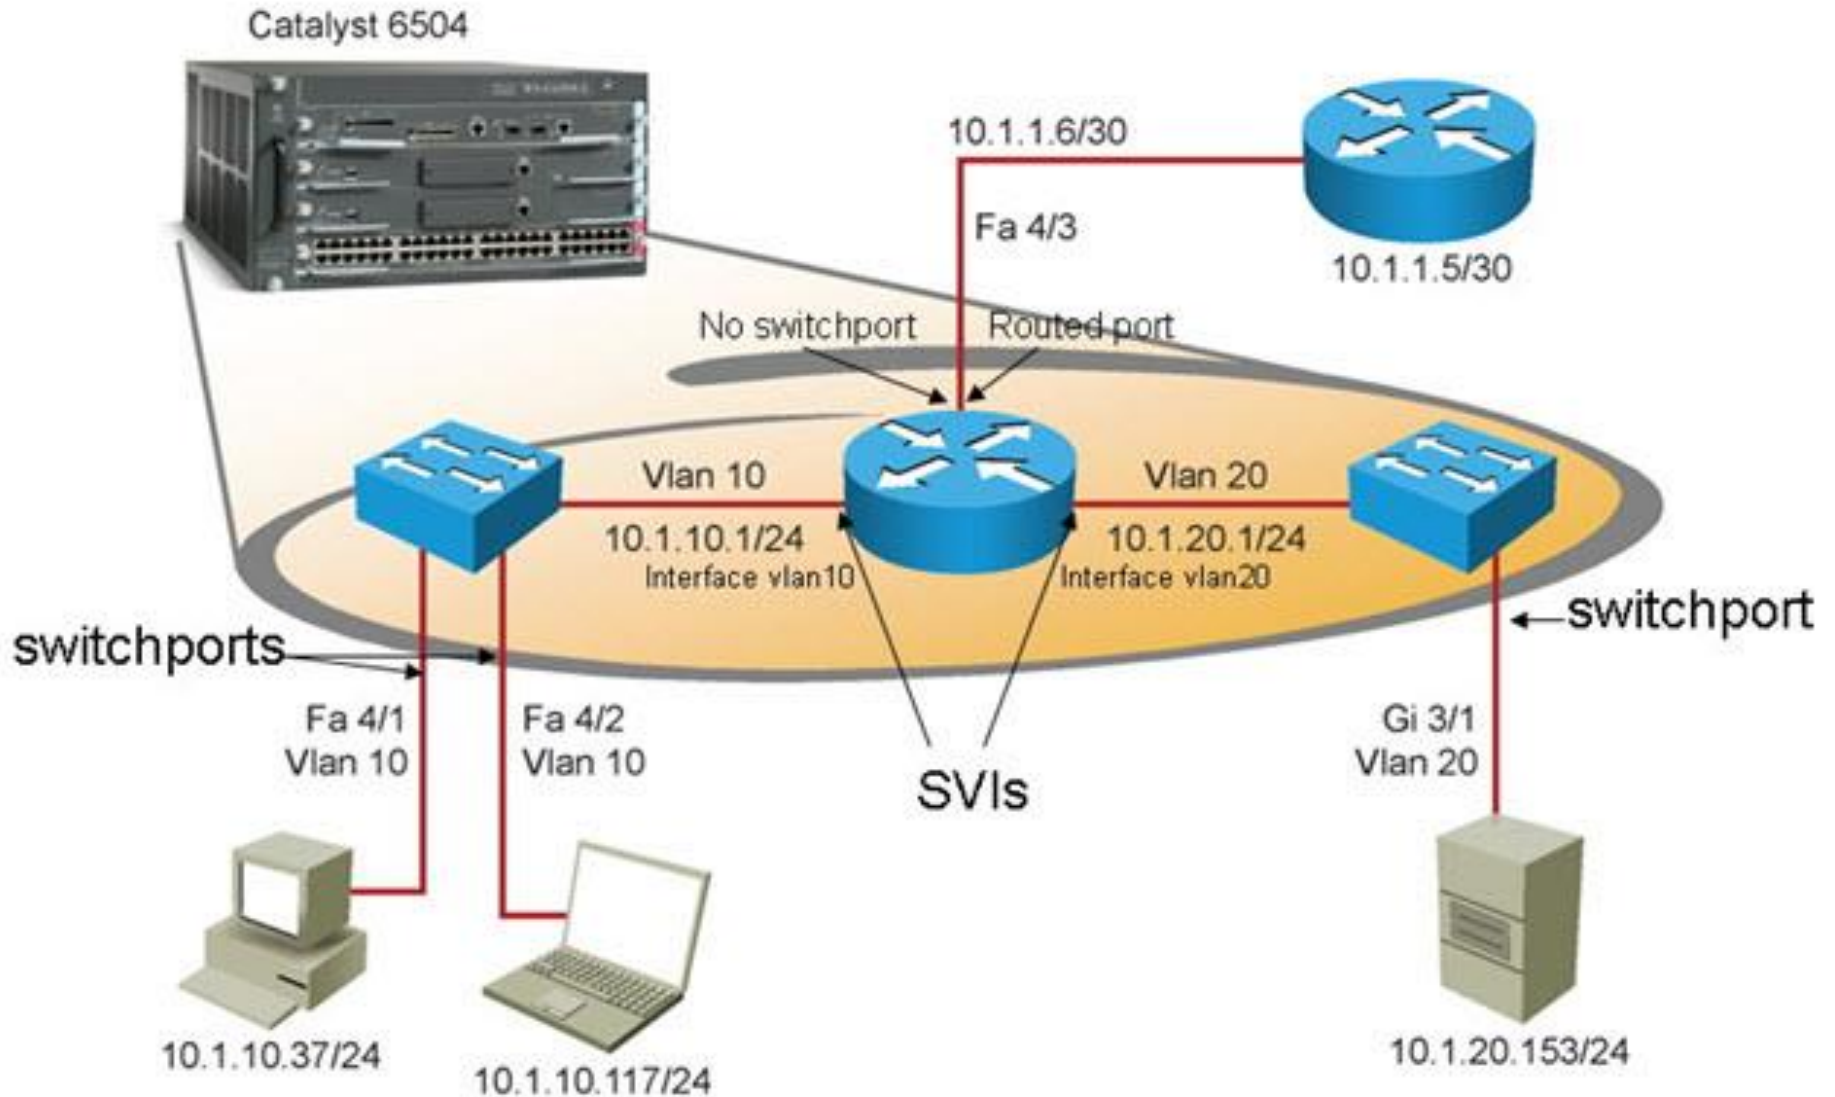 Catalyst 6504
10.1.1.6/30
Fa 4/3
10.1.1.5/30
No switchport
Routed port
Vlan 10
Vlan 20
10.1.10.1/24
10.1.20.1/24
Interface vlan10
Interface vlan20
switchport
switchports
Fa 4/1
Vlan 10
Fa 4/2
Vlan 10
Gi 3/1
Vlan 20
SVIs
10.1.10.37/24
10.1.10.117/24
10.1.20.153/24